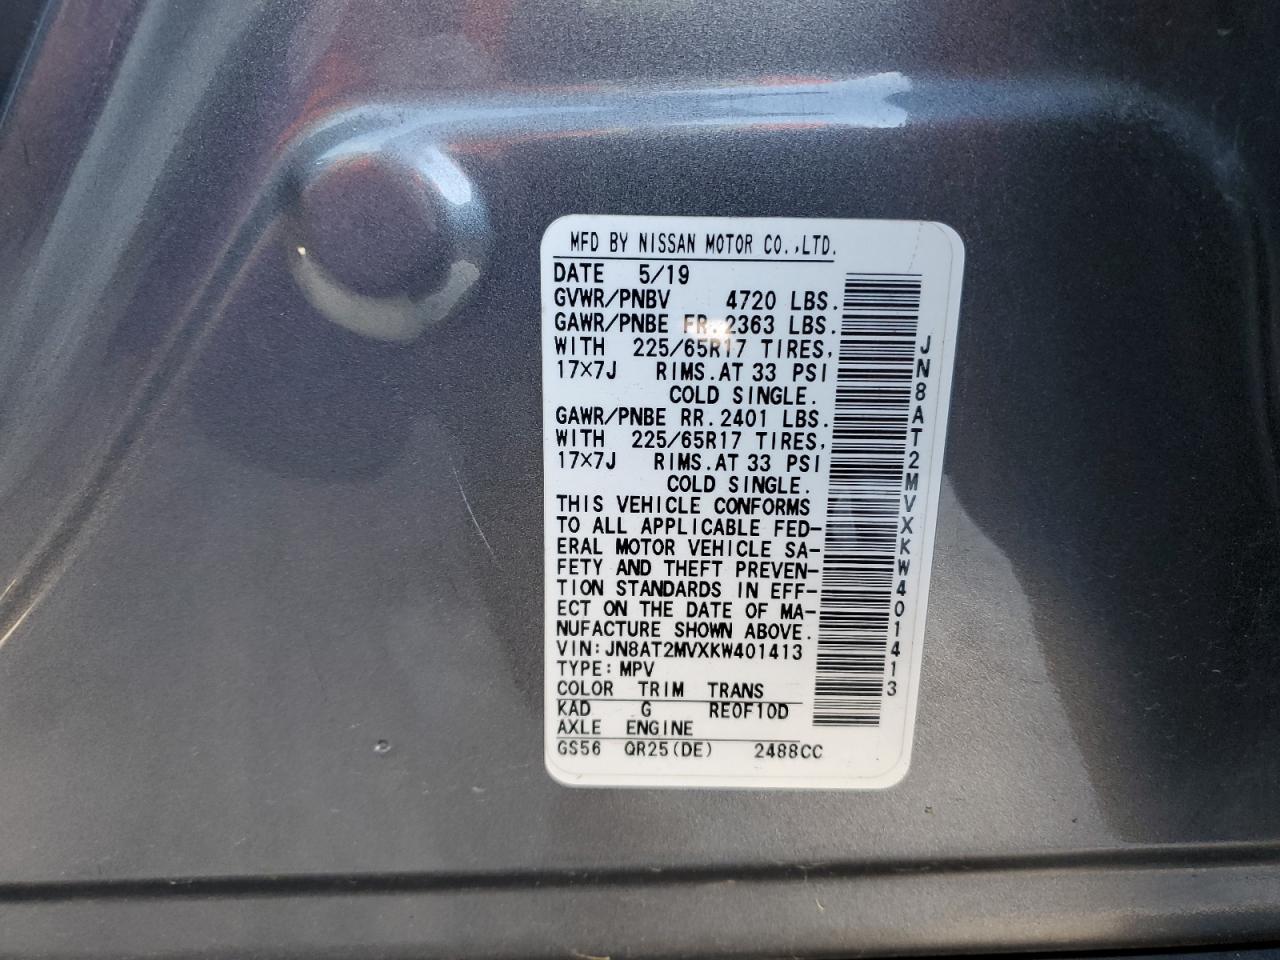 MFD BY NISSAN MOTOR CO.,LTD.
DATE 5/19
GVWR/PNBV 4720 LBS.
GAWR/PNBE FR.2363 LBS.
WITH 225/65R17 TIRES,
17×7J RIMS.AT 33 PSI
COLD SINGLE.
GAWR/PNBE RR.2401 LBS.
WITH 225/65R17 TIRES,
17×7J RIMS.AT 33 PSI
COLD SINGLE.
THIS VEHICLE CONFORMS
TO ALL APPLICABLE FED-
ERAL MOTOR VEHICLE SA-
FETY AND THEFT PREVEN-
TION STANDARDS IN EFF-
ECT ON THE DATE OF MA-
NUFACTURE SHOWN ABOVE.
VIN:JN8AT2MVXKW401413
TYPE:MPV
COLOR TRIM TRANS
KAD G RE0F10D
AXLE ENGINE
GS56 QR25(DE) 2488CC
JN8AT2MVXKW401413